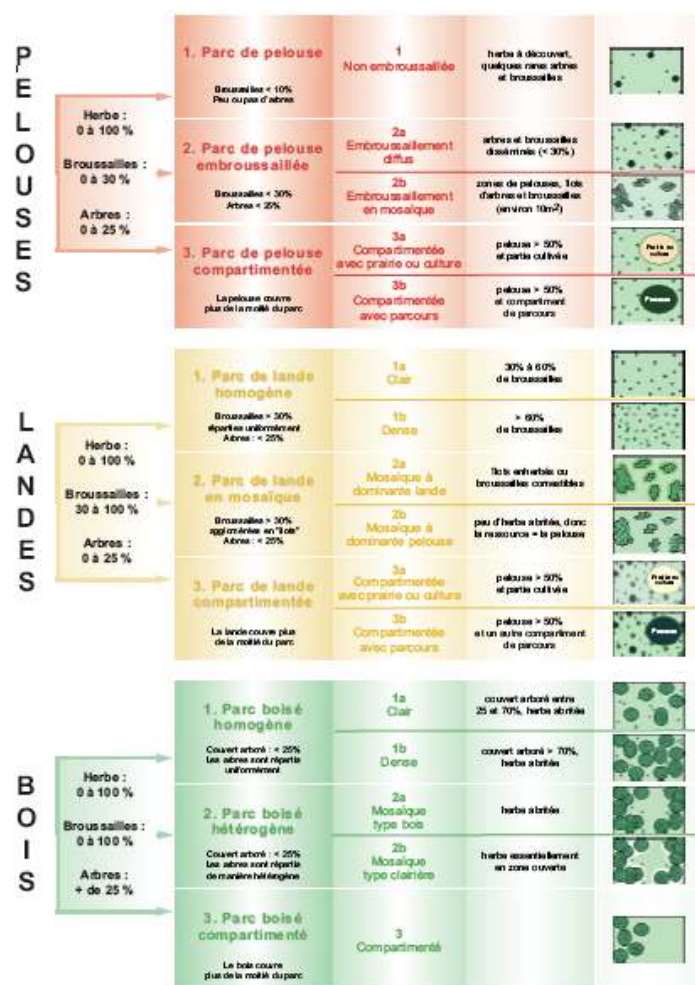 PELOUSES
Herbe :
0 à 100 %
Broussailles :
0 à 30 %
Arbres :
0 à 25 %
1. Parc de pelouse
Broussailles < 10%
Peu ou pas d'arbres
1
Non embroussaillée
herbe à découvert,
quelques rares arbres
et broussailles
2. Parc de pelouse
embroussaillée
Broussailles < 30%
Arbres < 25%
2a
Embroussaillement
diffus
arbres et broussailles
disséminés (< 30%)
2b
Embroussaillement
en mosaïque
zones de pelouses, îlots
d'arbres et broussailles
(environ 10m2)
3. Parc de pelouse
compartimentée
La pelouse couvre
plus de la moitié du parc
3a
Compartimentée
avec prairie ou culture
pelouse > 50%
et partie cultivée
Prairie ou
culture
3b
Compartimentée
avec parcours
pelouse > 50%
et compartiment
de parcours
Parcours
LANDES
Herbe :
0 à 100 %
Broussailles :
30 à 100 %
Arbres :
0 à 25 %
1. Parc de lande
homogène
Broussailles > 30%
réparties uniformément
Arbres : < 25%
1a
Clair
30% à 60%
de broussailles
1b
Dense
> 60%
de broussailles
2. Parc de lande
en mosaïque
Broussailles > 30%
agglomérées en "îlots"
Arbres : < 25%
2a
Mosaïque à
dominante lande
îlots enherbés ou
broussailles comestibles
2b
Mosaïque à
dominante pelouse
peu d'herbe abritée, donc
la ressource = la pelouse
3. Parc de lande
compartimentée
La lande couvre plus
de la moitié du parc
3a
Compartimentée
avec prairie ou culture
pelouse > 50%
et partie cultivée
Prairie ou
culture
3b
Compartimentée
avec parcours
pelouse > 50%
et un autre compartiment
de parcours
Parcours
BOIS
Herbe :
0 à 100 %
Broussailles :
0 à 100 %
Arbres :
+ de 25 %
1. Parc boisé
homogène
Couvert arboré : < 25%
Les arbres sont répartis
uniformément
1a
Clair
couvert arboré entre
25 et 70%, herbe abritée
1b
Dense
couvert arboré > 70%,
herbe abritée
2. Parc boisé
hétérogène
Couvert arboré : < 25%
Les arbres sont répartis
de manière hétérogène
2a
Mosaïque
type bois
herbe abritée
2b
Mosaïque
type clairière
herbe essentiellement
en zone ouverte
3. Parc boisé
compartimenté
Le bois couvre
plus de la moitié du parc
3
Compartimenté